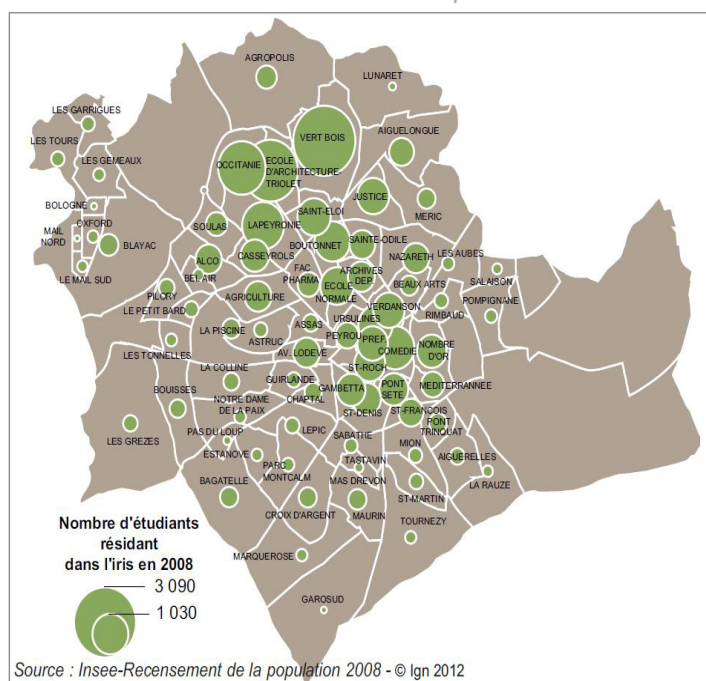 AGROPOLIS
LUNARET
LES GARRIGUES
VERT BOIS
AIGUELONGUE
LES TOURS
LES GEMEAUX
OCCITANIE
ECOLE
D'ARCHITECTURE-
TRIOLET
JUSTICE
MERIC
BOLOGNE
OXFORD
MAIL
NORD
BLAYAC
LE MAIL SUD
SOULAS
LAPEYRONIE
SAINT-ELOI
BOUTONNET
SAINTE-ODILE
ALCO
CASSEYROLS
NAZARETH
LES AUBES
BEL AIR
FAC
PHARMA
ARCHIVES
DEP
SALAISON
PILORY
AGRICULTURE
ECOLE
NORMALE
BEAUX ARTS
RIMBAUD
POMPIGNANE
LE PETIT BARD
VERDANSON
LA PISCINE
ASTRUC
ASSAS
URSULINES
PEYROU
PREF
COMEDIE
NOMBRE
D'OR
LES TONNELLES
AV. LODEVE
ST-ROCH
LA COLLINE
GUIRLANDE
CHAPTAL
GAMBETTA
PONT
SETE
MEDITERRANNEE
BOUISSES
NOTRE DAME
DE LA PAIX
ST-DENIS
ST-FRANCOIS
PONT
TRINQUAT
LES GREZES
PAS DU LOUP
LEPIC
SABATHE
MION
AIGUERELLES
ESTANOVE
PARC
MONTCALM
TASTAVIN
MAS DREVON
LA RAUZE
BAGATELLE
CROIX D'ARGENT
MAURIN
ST-MARTIN
TOURNEZY
MARQUEROSE
GAROSUD
Nombre d'étudiants
résidant
dans l'iris en 2008
3 090
1 030
Source : Insee-Recensement de la population 2008 - © Ign 2012